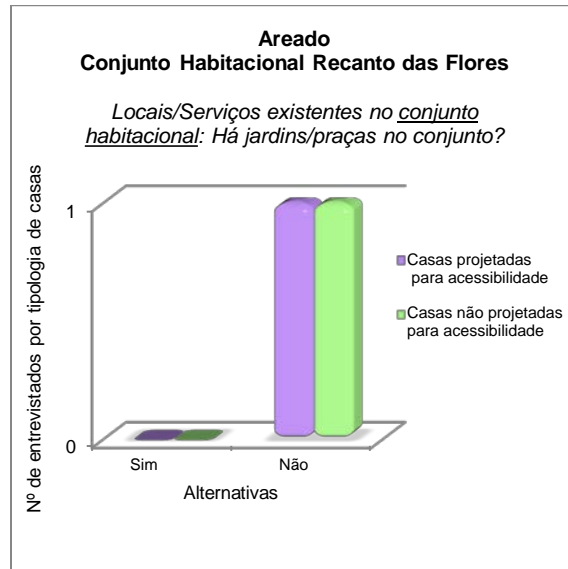 Areado
Conjunto Habitacional Recanto das Flores
Locais/Serviços existentes no conjunto
habitacional: Há jardins/praças no conjunto?
Nº de entrevistados por tipologia de casas
1
0
Sim
Não
Alternativas
Casas projetadas
para acessibilidade
Casas não projetadas
para acessibilidade